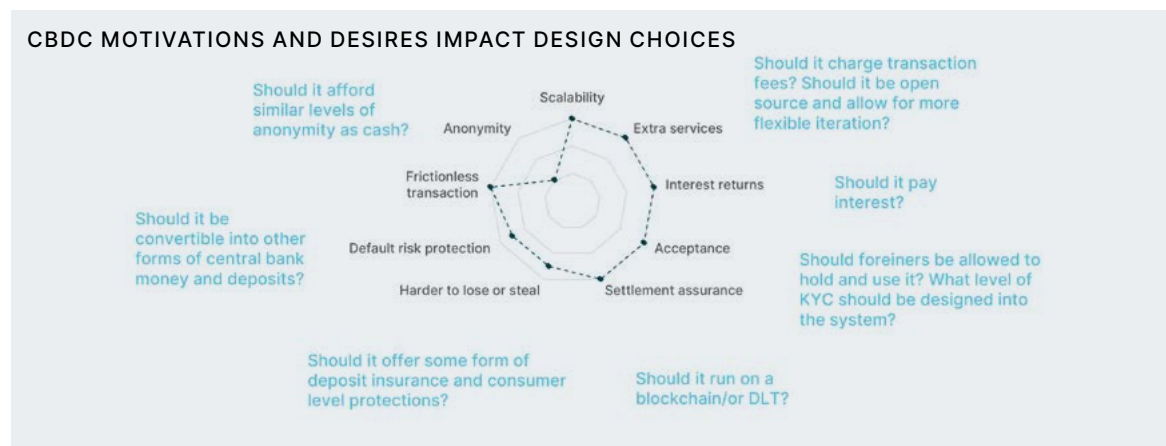 CBDC MOTIVATIONS AND DESIRES IMPACT DESIGN CHOICES
Should it charge transaction
fees? Should it be open
source and allow for more
flexible iteration?
Should it afford
similar levels of
anonymity as cash?
Scalability
Anonymity
Extra services
Frictionless
transaction
Interest returns
Should it pay
interest?
Should it be
convertible into other
forms of central bank
money and deposits?
Default risk protection
Acceptance
Should foreiners be allowed to
hold and use it? What level of
KYC should be designed into
the system?
Harder to lose or steal
Settlement assurance
Should it offer some form of
deposit insurance and consumer
level protections?
Should it run on a
blockchain/or DLT?